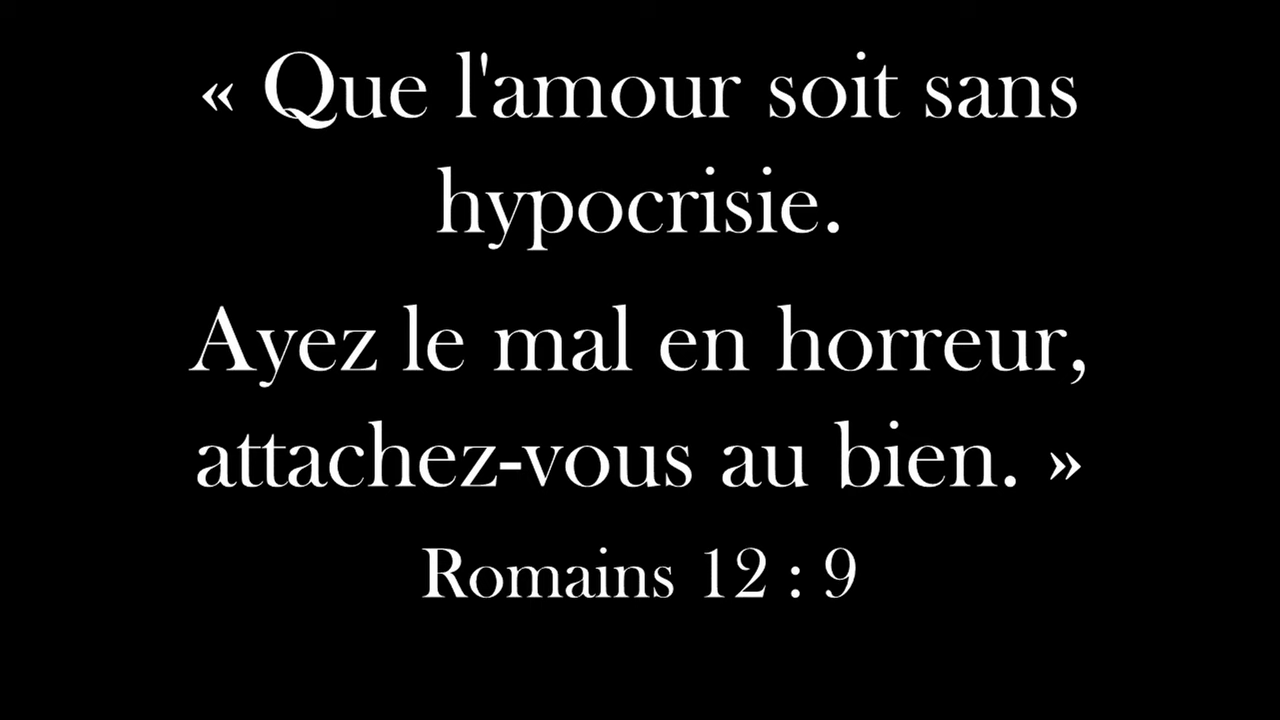 « Que l'amour soit sans
hypocrisie.
Ayez le mal en horreur,
attachez-vous au bien. »
Romains 12 : 9